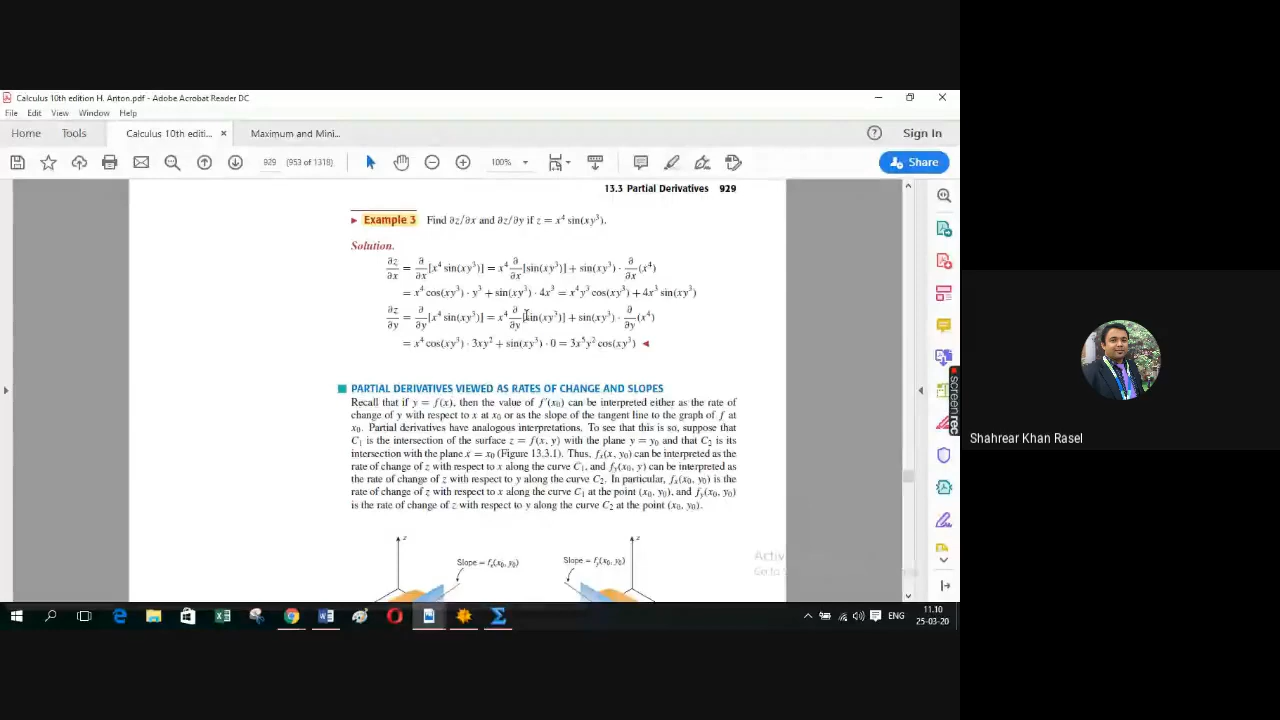 Calculus 10th edition H. Anton.pdf - Adobe Acrobat Reader DC
File Edit View Window Help
Home Tools Calculus 10th editi... × Maximum and Mini... Sign In
929 (953 of 1318) 100% Share
13.3 Partial Derivatives 929
► Example 3 Find ∂z/∂x and ∂z/∂y if z = x⁴ sin(xy³).
Solution.
∂z/∂x = ∂/∂x[x⁴ sin(xy³)] = x⁴ ∂/∂x[sin(xy³)] + sin(xy³) · ∂/∂x(x⁴)
= x⁴ cos(xy³) · y³ + sin(xy³) · 4x³ = x⁴y³ cos(xy³) + 4x³ sin(xy³)
∂z/∂y = ∂/∂y[x⁴ sin(xy³)] = x⁴ ∂/∂y[sin(xy³)] + sin(xy³) · ∂/∂y(x⁴)
= x⁴ cos(xy³) · 3xy² + sin(xy³) · 0 = 3x⁵y² cos(xy³) ◄
PARTIAL DERIVATIVES VIEWED AS RATES OF CHANGE AND SLOPES
Recall that if y = f(x), then the value of f′(x₀) can be interpreted either as the rate of
change of y with respect to x at x₀ or as the slope of the tangent line to the graph of f at
x₀. Partial derivatives have analogous interpretations. To see that this is so, suppose that
C₁ is the intersection of the surface z = f(x, y) with the plane y = y₀ and that C₂ is its
intersection with the plane x = x₀ (Figure 13.3.1). Thus, fₓ(x, y₀) can be interpreted as the
rate of change of z with respect to x along the curve C₁, and f_y(x₀, y) can be interpreted as
the rate of change of z with respect to y along the curve C₂. In particular, fₓ(x₀, y₀) is the
rate of change of z with respect to x along the curve C₁ at the point (x₀, y₀), and f_y(x₀, y₀)
is the rate of change of z with respect to y along the curve C₂ at the point (x₀, y₀).
z z
Slope = fₓ(x₀, y₀) Slope = f_y(x₀, y₀)
Activ
Go to S
screenrec
Shahrear Khan Rasel
ENG
11.10
25-03-20